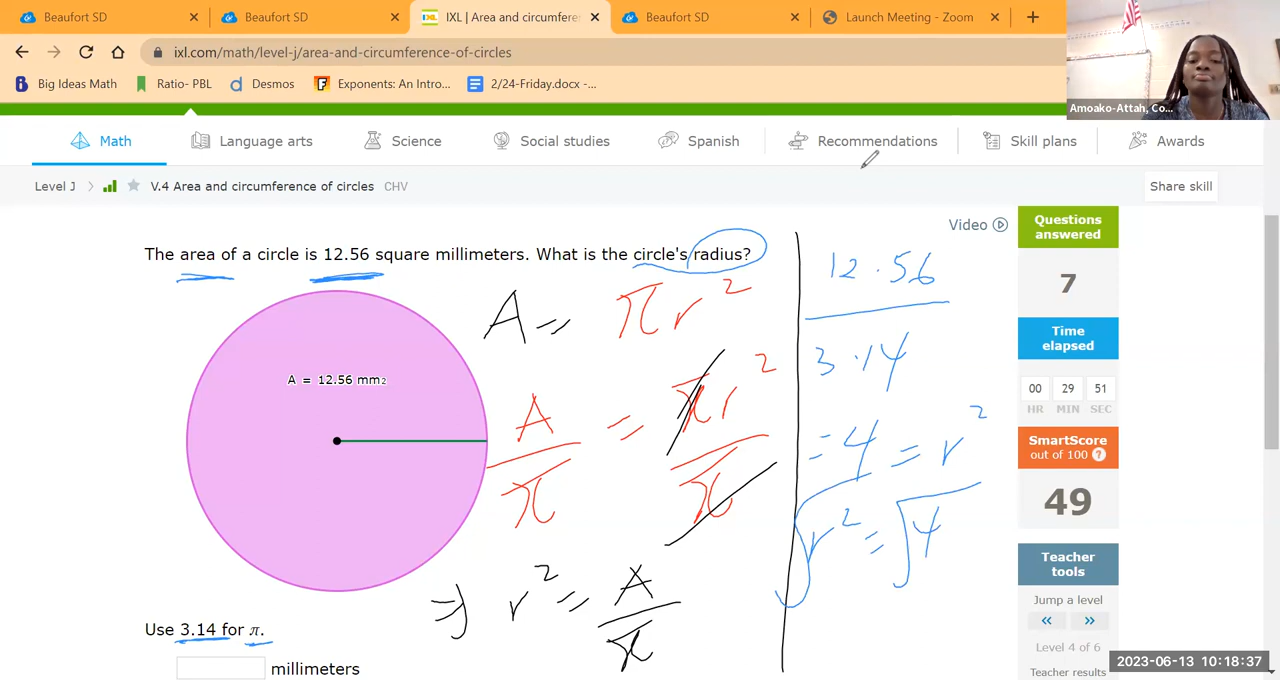 Beaufort SD
Beaufort SD
IXL | Area and circumfere
Beaufort SD
Launch Meeting - Zoom
ixl.com/math/level-j/area-and-circumference-of-circles
Big Ideas Math
Ratio- PBL
Desmos
Exponents: An Intro...
2/24-Friday.docx -...
Amoako-Attah, Co...
Math
Language arts
Science
Social studies
Spanish
Recommendations
Skill plans
Awards
Level J
V.4 Area and circumference of circles
CHV
Share skill
Video
The area of a circle is 12.56 square millimeters. What is the circle's radius?
A = 12.56 mm2
A = πr²
A/π = πr²/π
⇒ r² = A/π
12.56
3.14
= 4 = r²
√r² = √4
Use 3.14 for π.
millimeters
Questions answered
7
Time elapsed
00 29 51
HR MIN SEC
SmartScore
out of 100 ?
49
Teacher tools
Jump a level
Level 4 of 6
Teacher results
2023-06-13 10:18:37